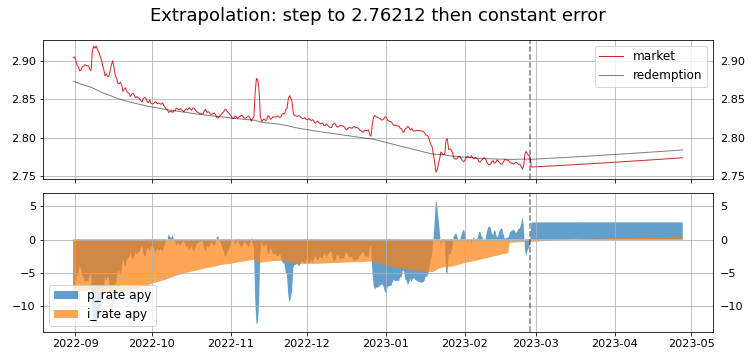 Extrapolation: step to 2.76212 then constant error
2.90 2.90
2.85 2.85
2.80 2.80
2.75 2.75
market
redemption
5 5
0 0
−5 −5
−10 −10
p_rate apy
i_rate apy
2022-09 2022-10 2022-11 2022-12 2023-01 2023-02 2023-03 2023-04 2023-05